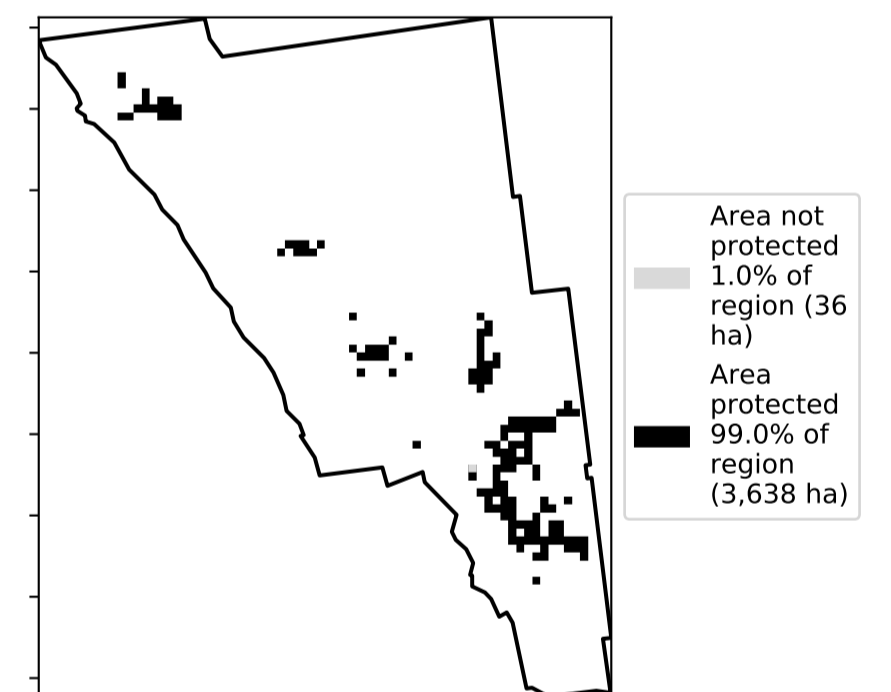 Area not
protected
1.0% of
region (36
ha)
Area
protected
99.0% of
region
(3,638 ha)